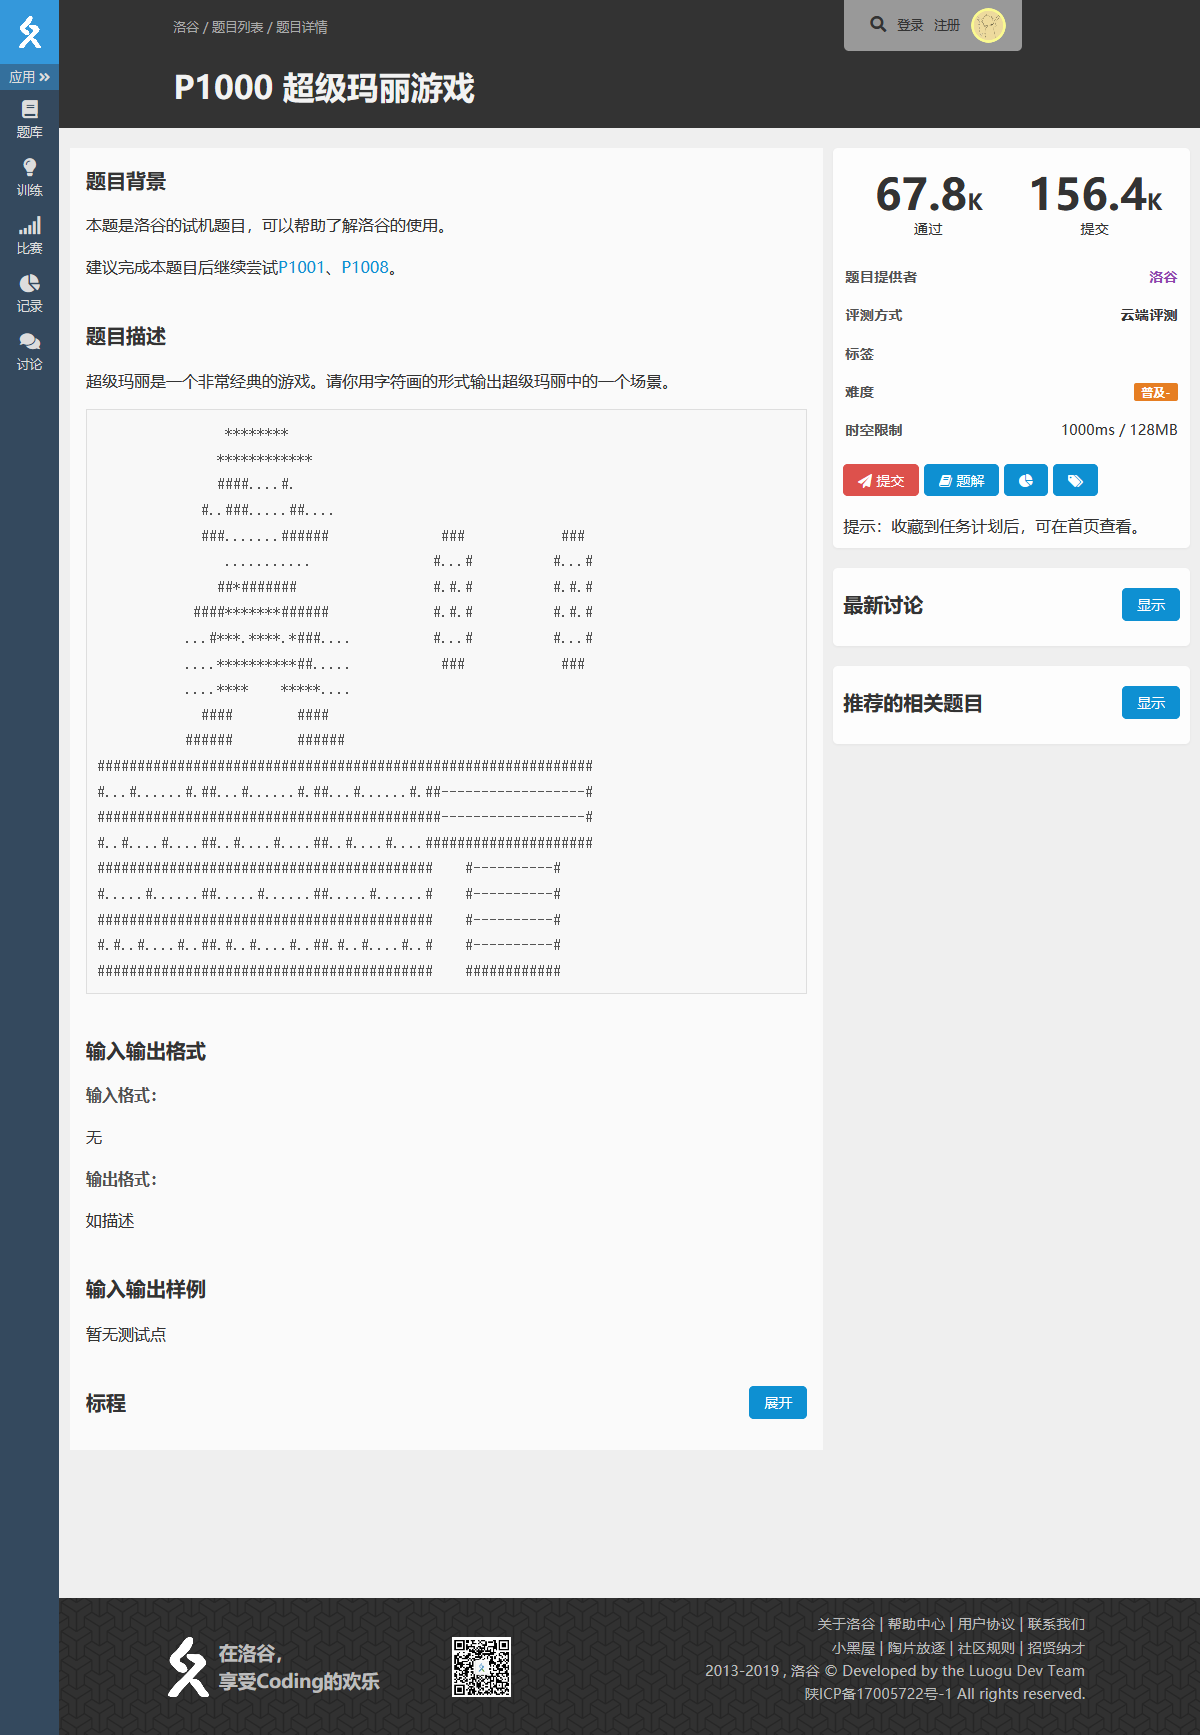 洛谷 / 题目列表 / 题目详情
登录 注册
P1000 超级玛丽游戏
应用
题库
训练
比赛
记录
讨论
题目背景
本题是洛谷的试机题目，可以帮助了解洛谷的使用。
建议完成本题目后继续尝试P1001、P1008。
题目描述
超级玛丽是一个非常经典的游戏。请你用字符画的形式输出超级玛丽中的一个场景。
                ********
               ************
               ####....#.
             #..###.....##....
             ###.......######              ###            ###
                ...........               #...#          #...#
               ##*#######                 #.#.#          #.#.#
            ####*******######             #.#.#          #.#.#
           ...#***.****.*###....          #...#          #...#
           ....**********##.....           ###            ###
           ....****    *****....
             ####        ####
           ######        ######
##############################################################
#...#......#.##...#......#.##...#......#.##------------------#
###########################################------------------#
#..#....#....##..#....#....##..#....#....#####################
##########################################    #----------#
#.....#......##.....#......##.....#......#    #----------#
##########################################    #----------#
#.#..#....#..##.#..#....#..##.#..#....#..#    #----------#
##########################################    ############
输入输出格式
输入格式：
无
输出格式：
如描述
输入输出样例
暂无测试点
标程
展开
67.8K 156.4K
通过 提交
题目提供者 洛谷
评测方式 云端评测
标签
难度 普及-
时空限制 1000ms / 128MB
提交 题解
提示：收藏到任务计划后，可在首页查看。
最新讨论 显示
推荐的相关题目 显示
在洛谷，
享受Coding的欢乐
关于洛谷 | 帮助中心 | 用户协议 | 联系我们
小黑屋 | 陶片放逐 | 社区规则 | 招贤纳才
2013-2019 , 洛谷 © Developed by the Luogu Dev Team
陕ICP备17005722号-1 All rights reserved.